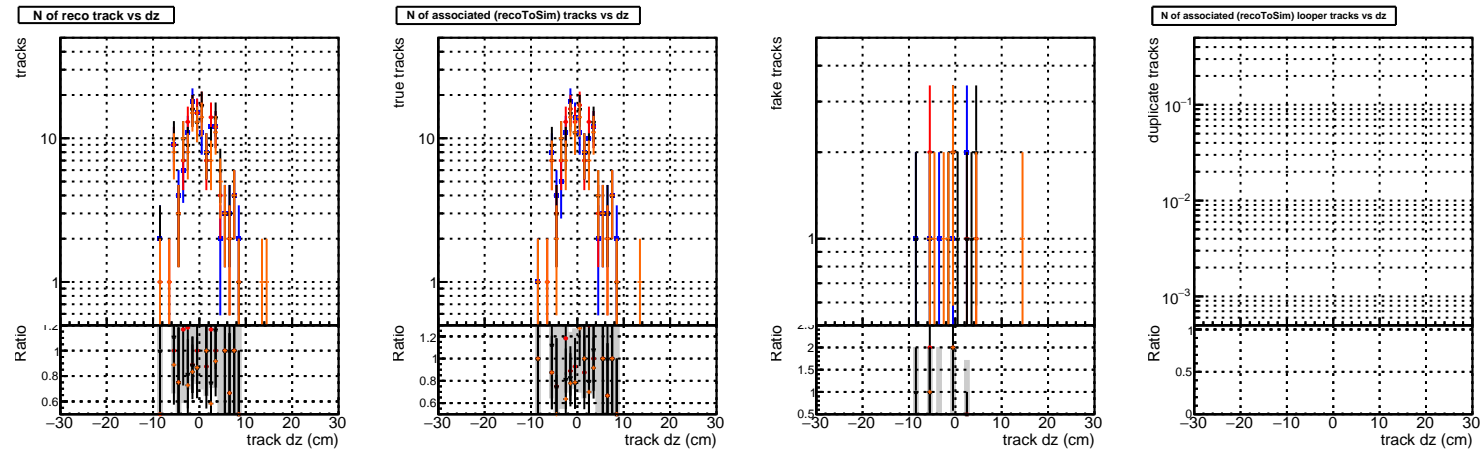 N of reco track vs dz
tracks
10
1
Ratio
1.2
1
0.8
0.6
−30 −20 −10 0 10 20 30
track dz (cm)
N of associated (recoToSim) tracks vs dz
true tracks
10
1
Ratio
1.2
1
0.8
0.6
−30 −20 −10 0 10 20 30
track dz (cm)
fake tracks
1
Ratio
2
1.5
1
0.5
−30 −20 −10 0 10 20 30
track dz (cm)
N of associated (recoToSim) looper tracks vs dz
duplicate tracks
10−1
10−2
10−3
Ratio
1
0.5
0
−30 −20 −10 0 10 20 30
track dz (cm)